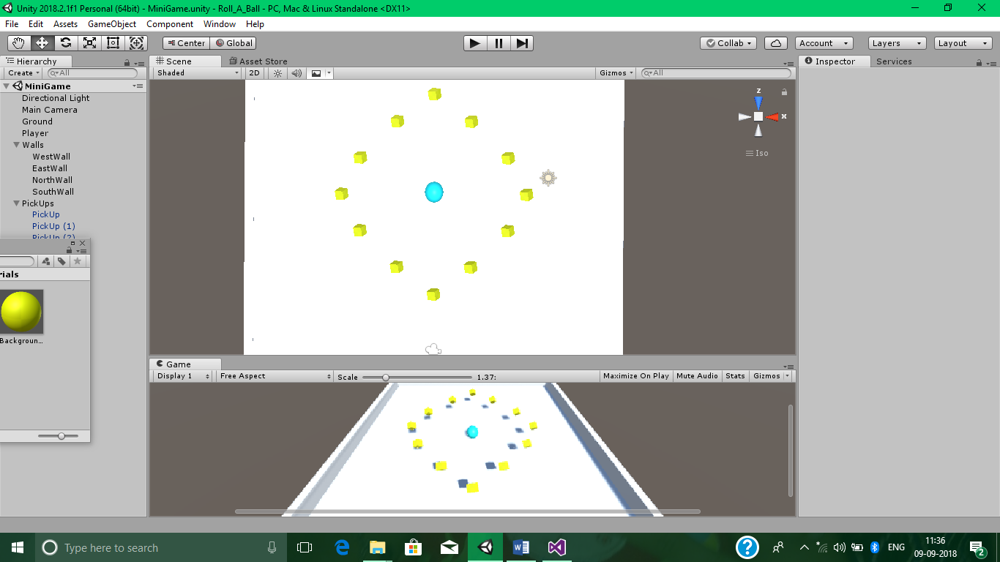 Unity 2018.2.1f1 Personal (64bit) - MiniGame.unity - Roll_A_Ball - PC, Mac & Linux Standalone <DX11>
File Edit Assets GameObject Component Window Help
Center Global Collab Account Layers Layout
Hierarchy
Create All
MiniGame
Directional Light
Main Camera
Ground
Player
Walls
WestWall
EastWall
NorthWall
SouthWall
PickUps
PickUp
PickUp (1)
PickUp (2)
rials
Backgroun...
Scene Asset Store
Shaded 2D Gizmos All
z
x
Iso
Game
Display 1 Free Aspect Scale 1.37: Maximize On Play Mute Audio Stats Gizmos
Inspector Services
Type here to search
ENG
11:36
09-09-2018
2